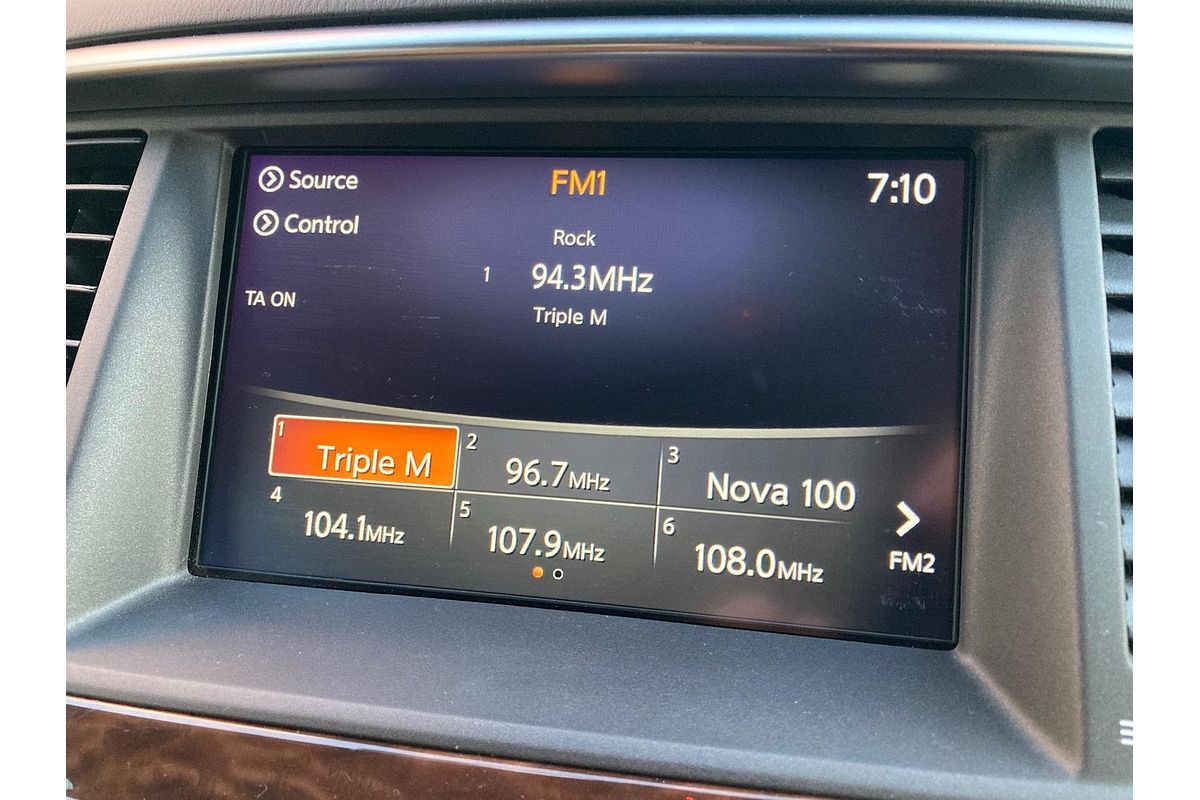 Source
FM1
7:10
Control
Rock
1 94.3MHz
TA ON
Triple M
1 Triple M
2 96.7MHz
3 Nova 100
4 104.1MHz
5 107.9MHz
6 108.0MHz
FM2